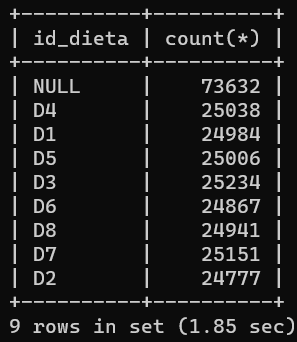 +----------+----------+
| id_dieta | count(*) |
+----------+----------+
| NULL     |    73632 |
| D4       |    25038 |
| D1       |    24984 |
| D5       |    25006 |
| D3       |    25234 |
| D6       |    24867 |
| D8       |    24941 |
| D7       |    25151 |
| D2       |    24777 |
+----------+----------+
9 rows in set (1.85 sec)